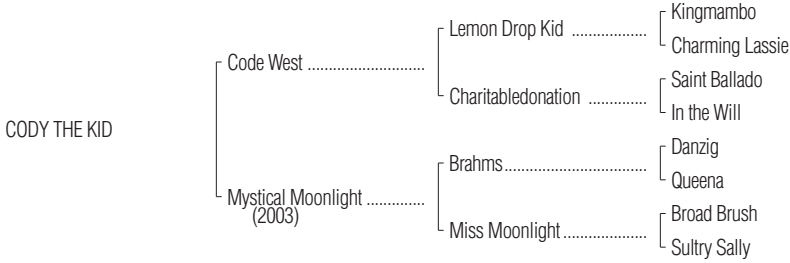 Kingmambo
Lemon Drop Kid ..................
Charming Lassie
Code West ............................
Saint Ballado
Charitabledonation ..............
In the Will
CODY THE KID
Danzig
Brahms..................................
Queena
Mystical Moonlight ..............
(2003)
Broad Brush
Miss Moonlight....................
Sultry Sally